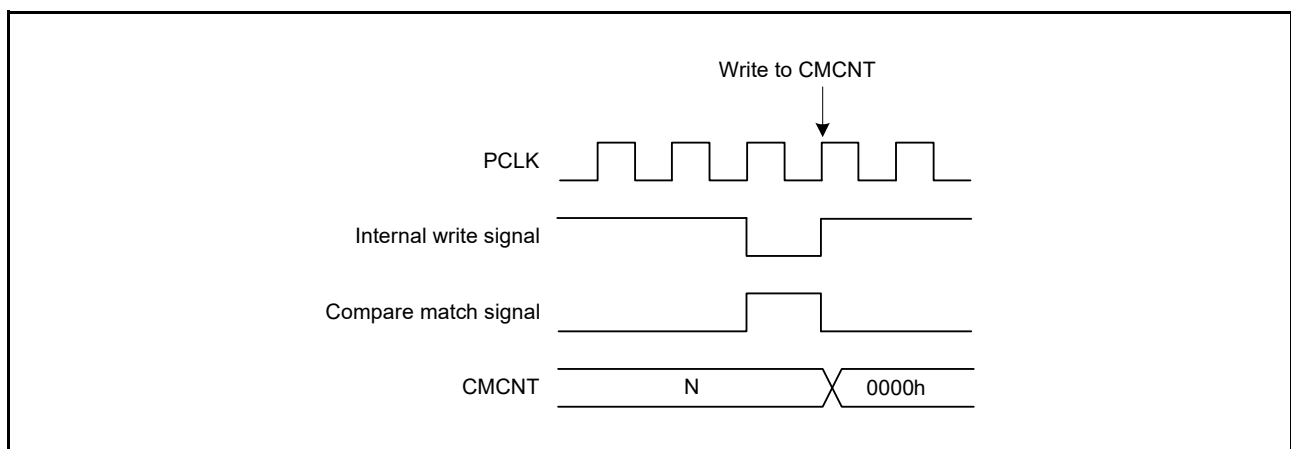 Write to CMCNT
PCLK
Internal write signal
Compare match signal
CMCNT N 0000h